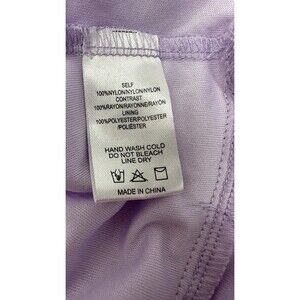 SELF
100%NYLON/NYLON/NYLON
CONTRAST
100%RAYON/RAYONNE/RAYON
LINING
100%POLYESTER/POLYESTER
/POLIÉSTER
HAND WASH COLD
DO NOT BLEACH
LINE DRY
MADE IN CHINA